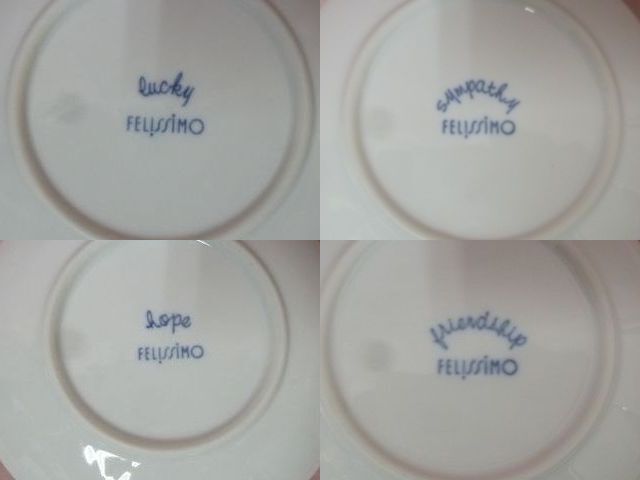 lucky
FELISSIMO
sympathy
FELISSIMO
hope
FELISSIMO
friendship
FELISSIMO